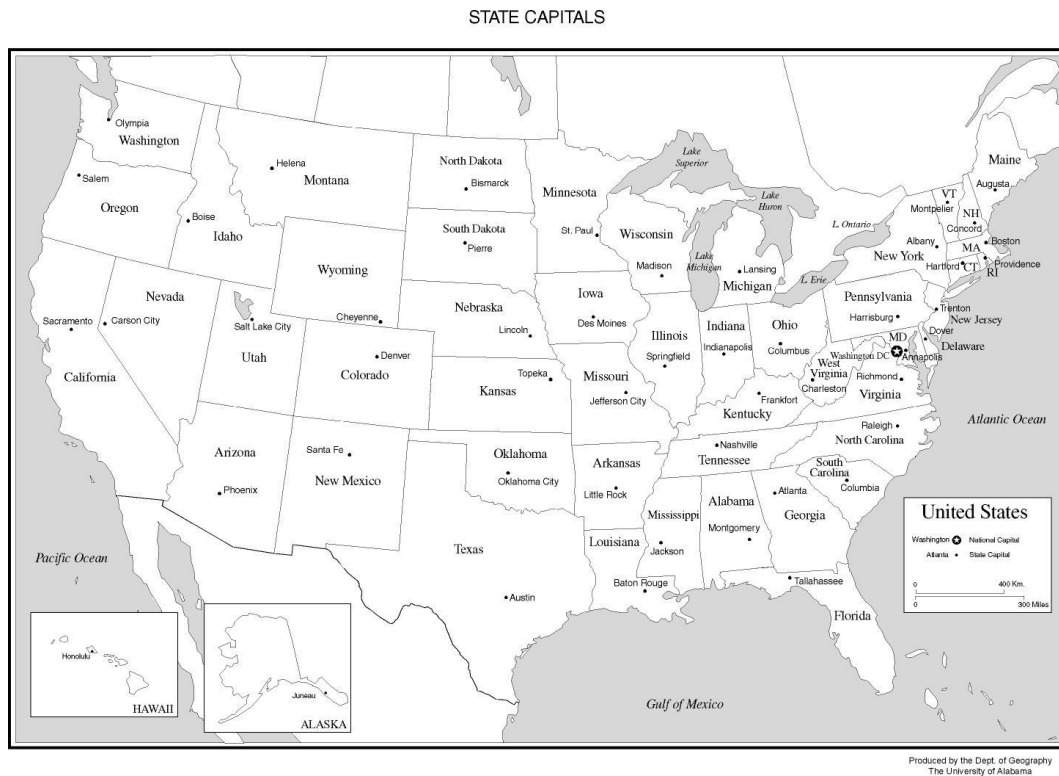 STATE CAPITALS
Olympia
Washington
Salem
Oregon
Boise
Idaho
Helena
Montana
North Dakota
Bismarck
South Dakota
Pierre
Minnesota
St. Paul
Wisconsin
Madison
Lake
Superior
Lake
Huron
Lake
Michigan
Lansing
Michigan
L. Ontario
L. Erie
Maine
Augusta
VT
Montpelier
NH
Concord
Albany
New York
Boston
MA
Hartford
CT
Providence
RI
Wyoming
Cheyenne
Nevada
Carson City
Sacramento
California
Salt Lake City
Utah
Denver
Colorado
Nebraska
Lincoln
Iowa
Des Moines
Illinois
Springfield
Indiana
Indianapolis
Ohio
Columbus
Pennsylvania
Harrisburg
Trenton
New Jersey
Dover
Delaware
MD
Washington DC
Annapolis
West
Virginia
Charleston
Richmond
Virginia
Topeka
Kansas
Missouri
Jefferson City
Frankfort
Kentucky
Nashville
Tennessee
Raleigh
North Carolina
South
Carolina
Columbia
Atlantic Ocean
Arizona
Phoenix
Santa Fe
New Mexico
Oklahoma
Oklahoma City
Arkansas
Little Rock
Mississippi
Jackson
Alabama
Montgomery
Atlanta
Georgia
Texas
Austin
Louisiana
Baton Rouge
Tallahassee
Florida
Pacific Ocean
Gulf of Mexico
Honolulu
HAWAII
Juneau
ALASKA
United States
Washington National Capital
Atlanta State Capital
0 400 Km.
0 300 Miles
Produced by the Dept. of Geography
The University of Alabama